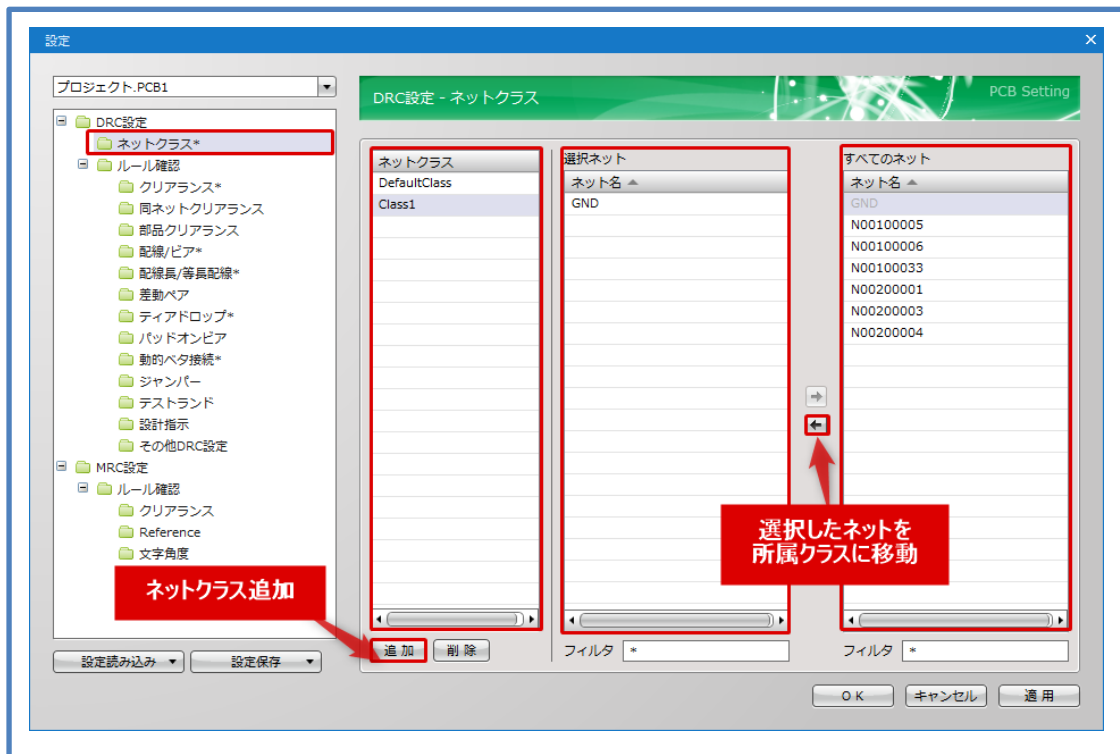 設定
プロジェクト.PCB1
DRC設定 - ネットクラス
PCB Setting
DRC設定
ネットクラス*
ルール確認
クリアランス*
同ネットクリアランス
部品クリアランス
配線/ビア*
配線長/等長配線*
差動ペア
ティアドロップ*
パッドオンビア
動的ベタ接続*
ジャンパー
テストランド
設計指示
その他DRC設定
MRC設定
ルール確認
クリアランス
Reference
文字角度
ネットクラス追加
設定読み込み
設定保存
ネットクラス
DefaultClass
Class1
追加
削除
選択ネット
ネット名
GND
フィルタ *
選択したネットを
所属クラスに移動
すべてのネット
ネット名
GND
N00100005
N00100006
N00100033
N00200001
N00200003
N00200004
フィルタ *
OK
キャンセル
適用